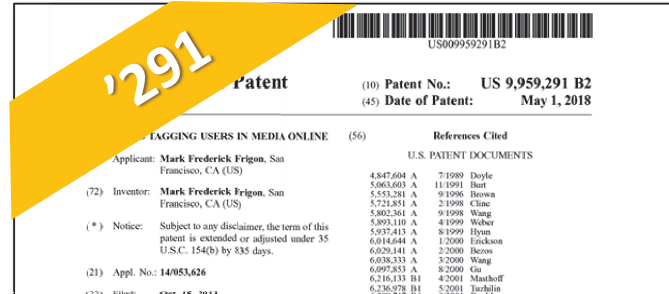 US009959291B2
'291
Patent
(10) Patent No.: US 9,959,291 B2
(45) Date of Patent: May 1, 2018
TAGGING USERS IN MEDIA ONLINE
Applicant: Mark Frederick Frigon, San
Francisco, CA (US)
(72) Inventor: Mark Frederick Frigon, San
Francisco, CA (US)
( * ) Notice: Subject to any disclaimer, the term of this
patent is extended or adjusted under 35
U.S.C. 154(b) by 835 days.
(21) Appl. No.: 14/053,626
Filed: Oct. 15, 2013
(56) References Cited
U.S. PATENT DOCUMENTS
4,847,604 A 7/1989 Doyle
5,063,603 A 11/1991 Burt
5,553,281 A 9/1996 Brown
5,721,851 A 2/1998 Cline
5,802,361 A 9/1998 Wang
5,893,110 A 4/1999 Weber
5,937,413 A 8/1999 Hyun
6,014,644 A 1/2000 Erickson
6,029,141 A 2/2000 Bezos
6,038,333 A 3/2000 Wang
6,097,853 A 8/2000 Gu
6,216,133 B1 4/2001 Masthoff
6,236,978 B1 5/2001 Tuzhilin